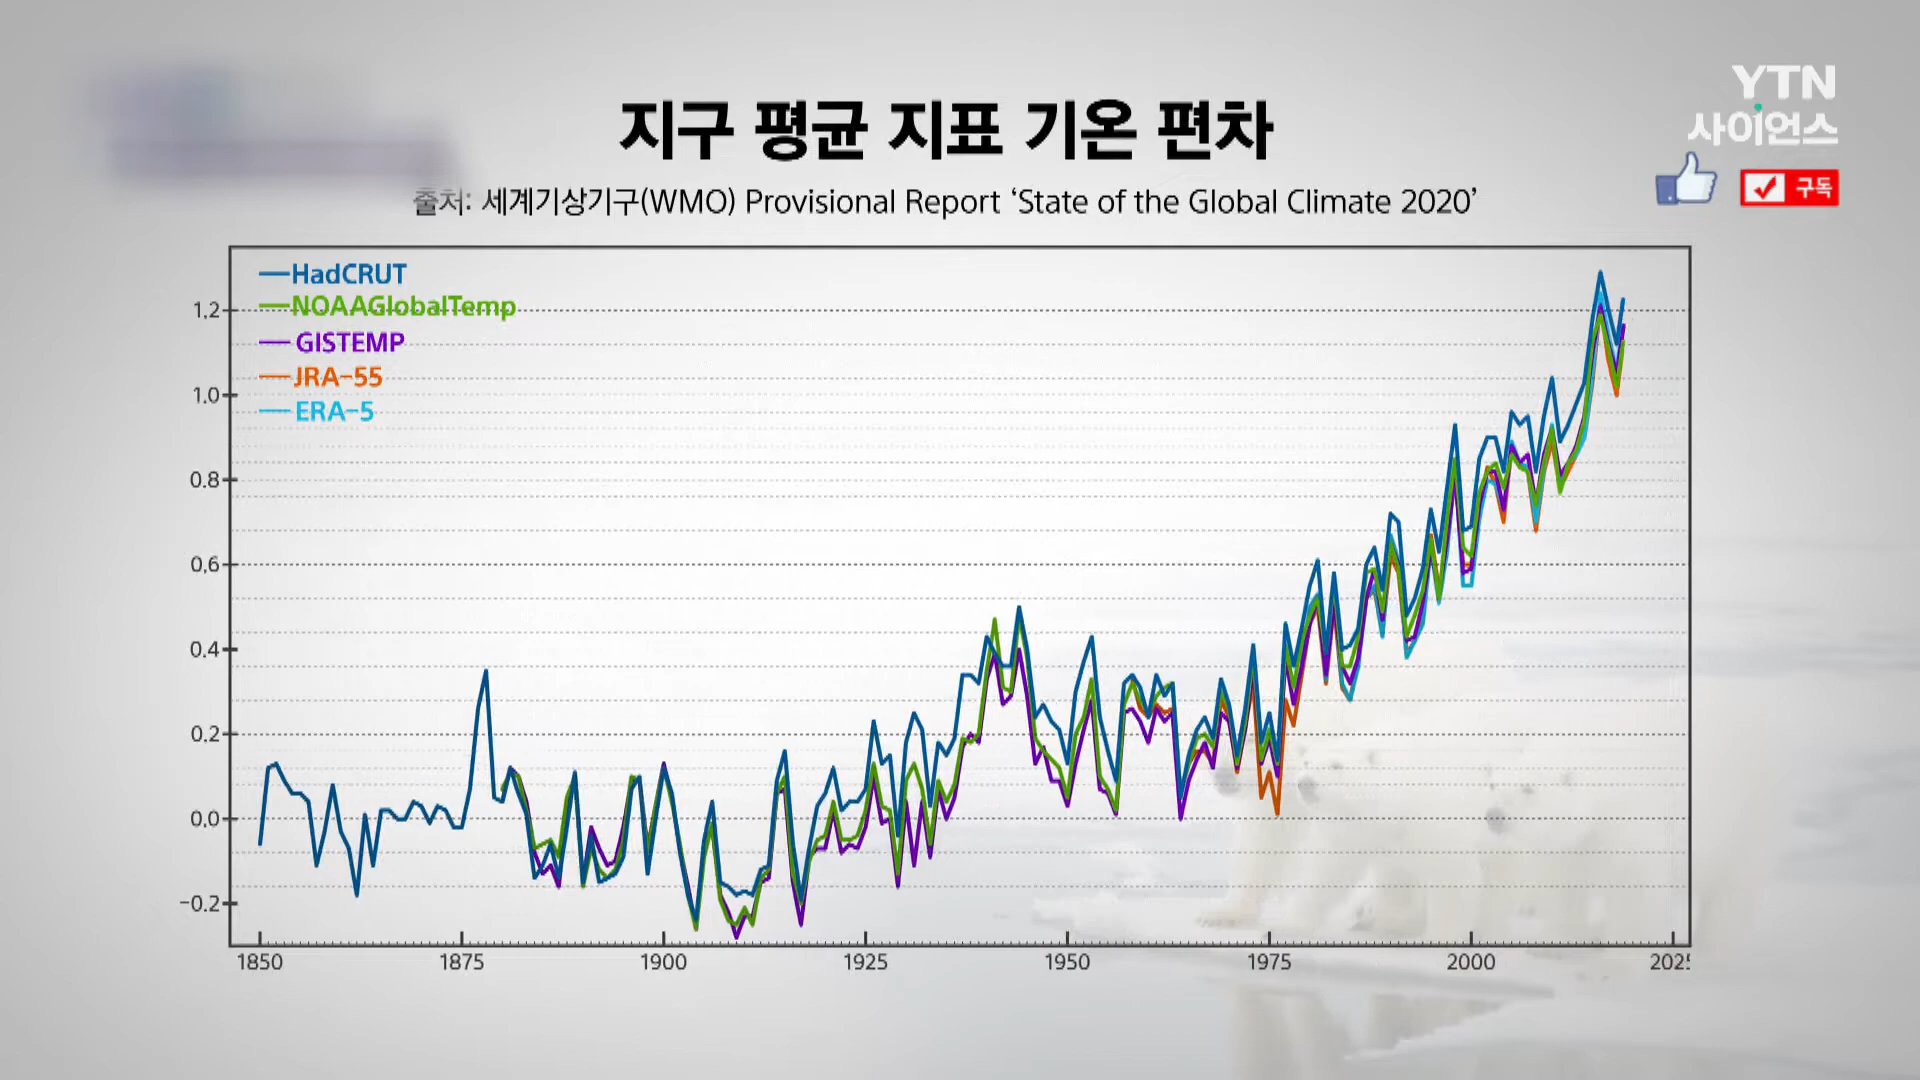 YTN
사이언스
구독
지구 평균 지표 기온 편차
출처: 세계기상기구(WMO) Provisional Report ‘State of the Global Climate 2020’
HadCRUT
NOAAGlobalTemp
GISTEMP
JRA-55
ERA-5
1.2
1.0
0.8
0.6
0.4
0.2
0.0
-0.2
1850 1875 1900 1925 1950 1975 2000 2025